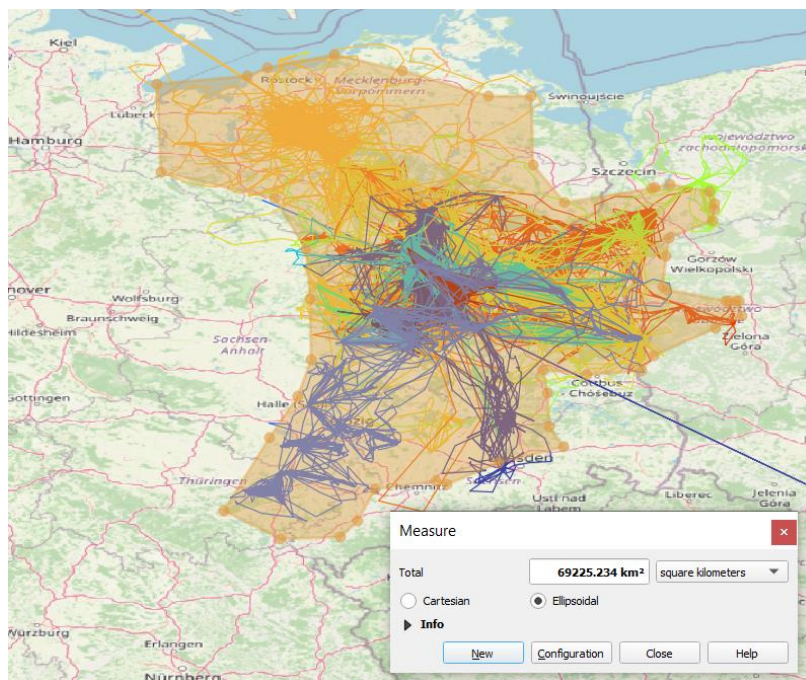 Kiel
Rostock
Mecklenburg-
Vorpommern
Lübeck
Świnoujście
Hamburg
województwo
zachodniopomorskie
Szczecin
Gorzów
Wielkopolski
nover
Wolfsburg
Braunschweig
Hildesheim
Sachsen-
Anhalt
Zielona
Góra
Cottbus
- Chóśebuz
Göttingen
Halle (S
Thüringen
Chemnitz
Sachsen
Ústí nad
Labem
Liberec
Jelenia
Góra
Würzburg
Erlangen
Nürnberg
Measure
×
Total
69225.234 km²
square kilometers
Cartesian
Ellipsoidal
Info
New
Configuration
Close
Help